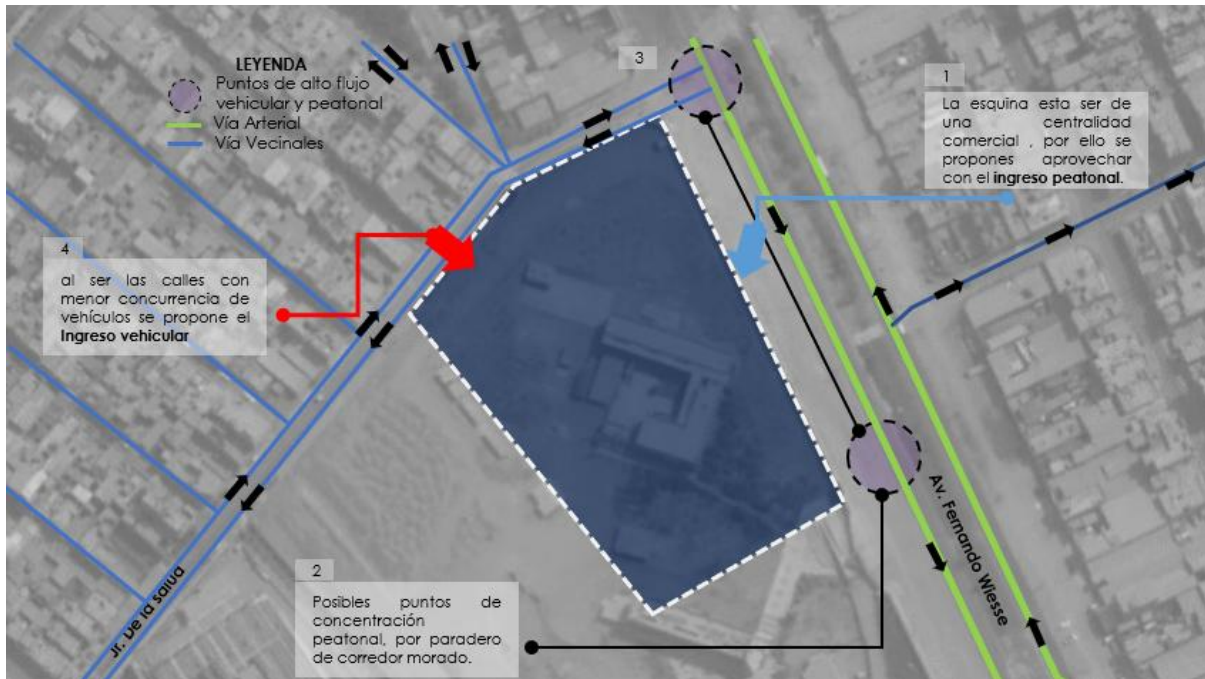 LEYENDA
Puntos de alto flujo
vehicular y peatonal
Vía Arterial
Vía Vecinales
3
1
La esquina esta ser de
una centralidad
comercial , por ello se
propones aprovechar
con el ingreso peatonal.
4
al ser las calles con
menor concurrencia de
vehículos se propone el
Ingreso vehicular
2
Posibles puntos de
concentración
peatonal, por paradero
de corredor morado.
Jr. De la salud
Av. Fernando Wiesse